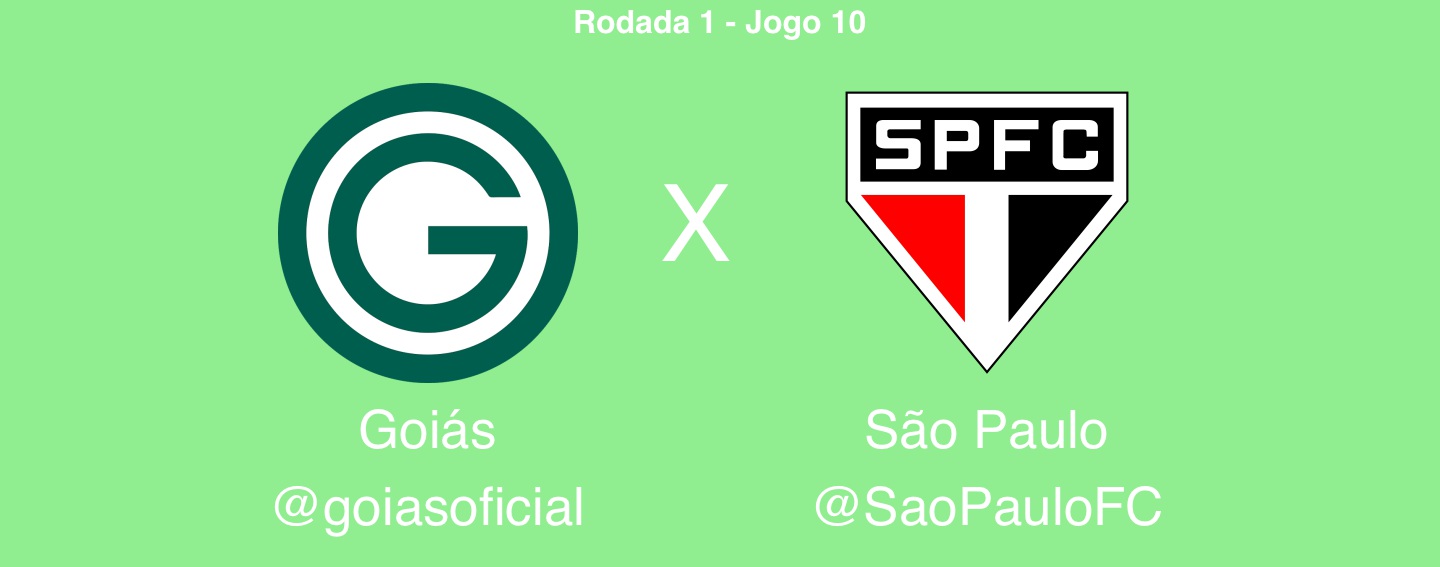 Rodada 1 - Jogo 10
G
X
SPFC
Goiás
São Paulo
@goiasoficial
@SaoPauloFC